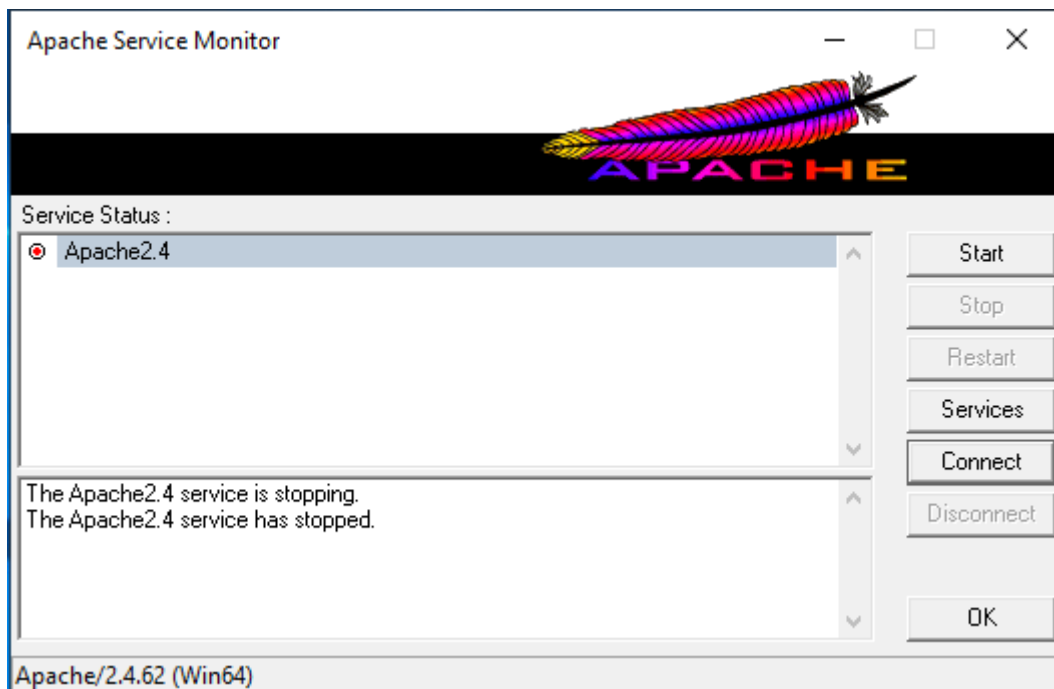 Apache Service Monitor
APACHE
Service Status :
Apache2.4
Start
Stop
Restart
Services
Connect
Disconnect
The Apache2.4 service is stopping.
The Apache2.4 service has stopped.
OK
Apache/2.4.62 (Win64)